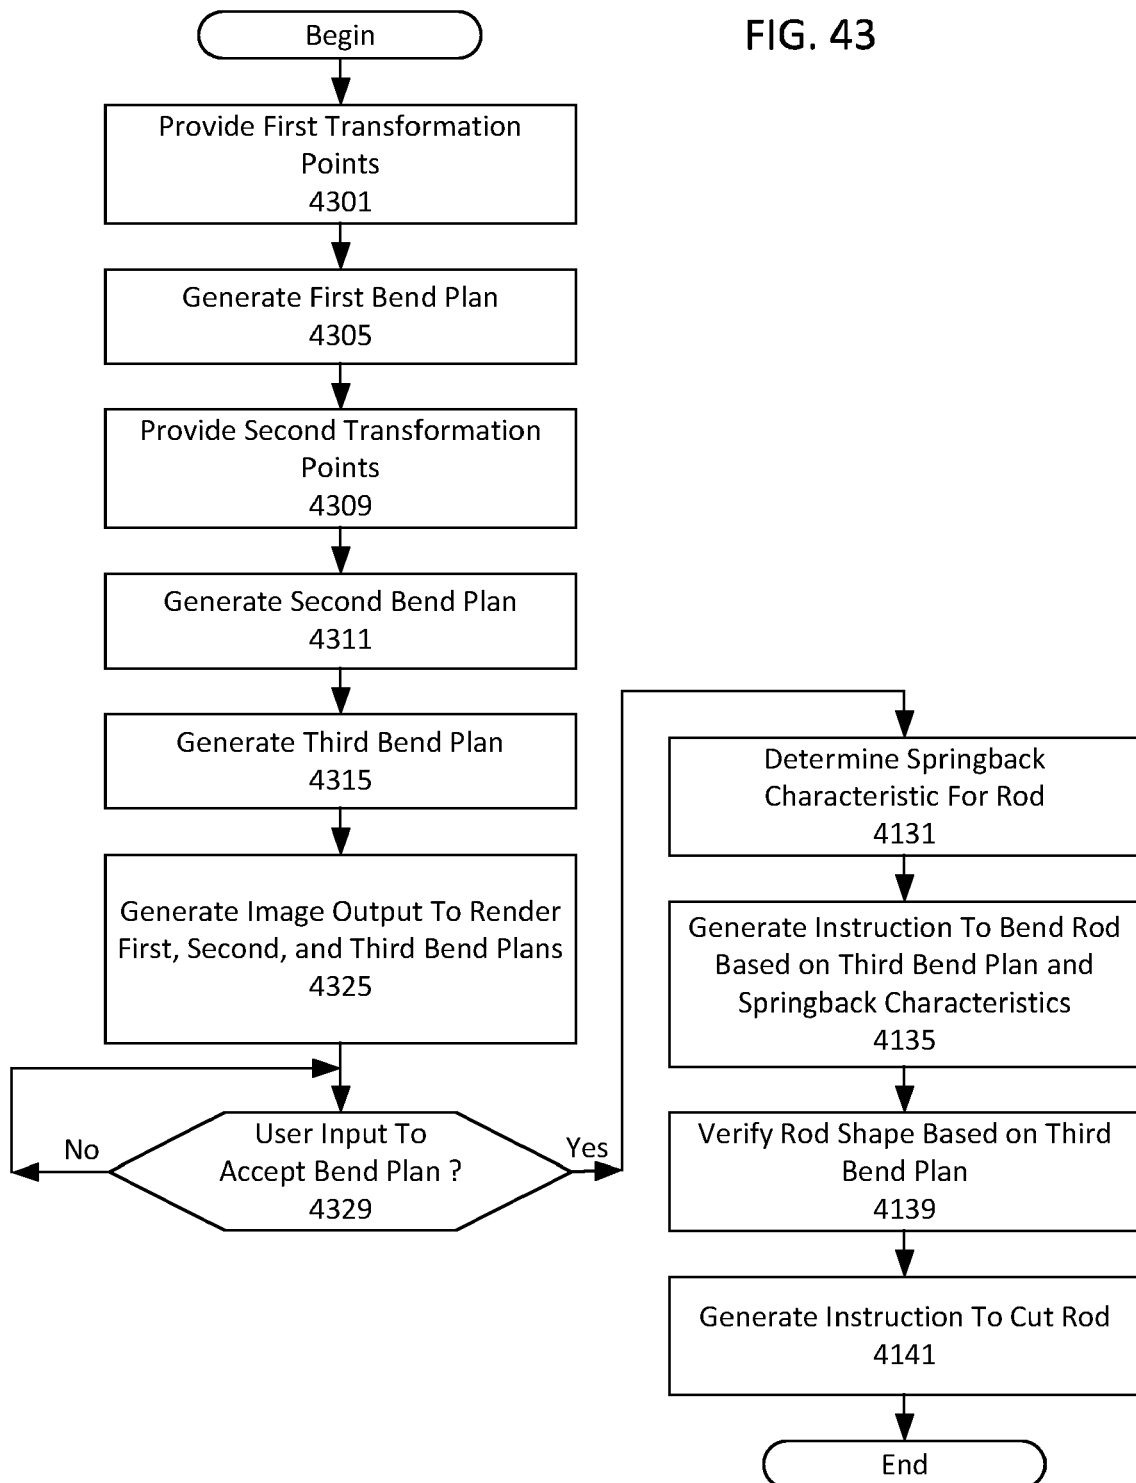 Begin
FIG. 43
Provide First Transformation
Points
4301
Generate First Bend Plan
4305
Provide Second Transformation
Points
4309
Generate Second Bend Plan
4311
Generate Third Bend Plan
4315
Generate Image Output To Render
First, Second, and Third Bend Plans
4325
User Input To
Accept Bend Plan ?
4329
No
Yes
Determine Springback
Characteristic For Rod
4131
Generate Instruction To Bend Rod
Based on Third Bend Plan and
Springback Characteristics
4135
Verify Rod Shape Based on Third
Bend Plan
4139
Generate Instruction To Cut Rod
4141
End